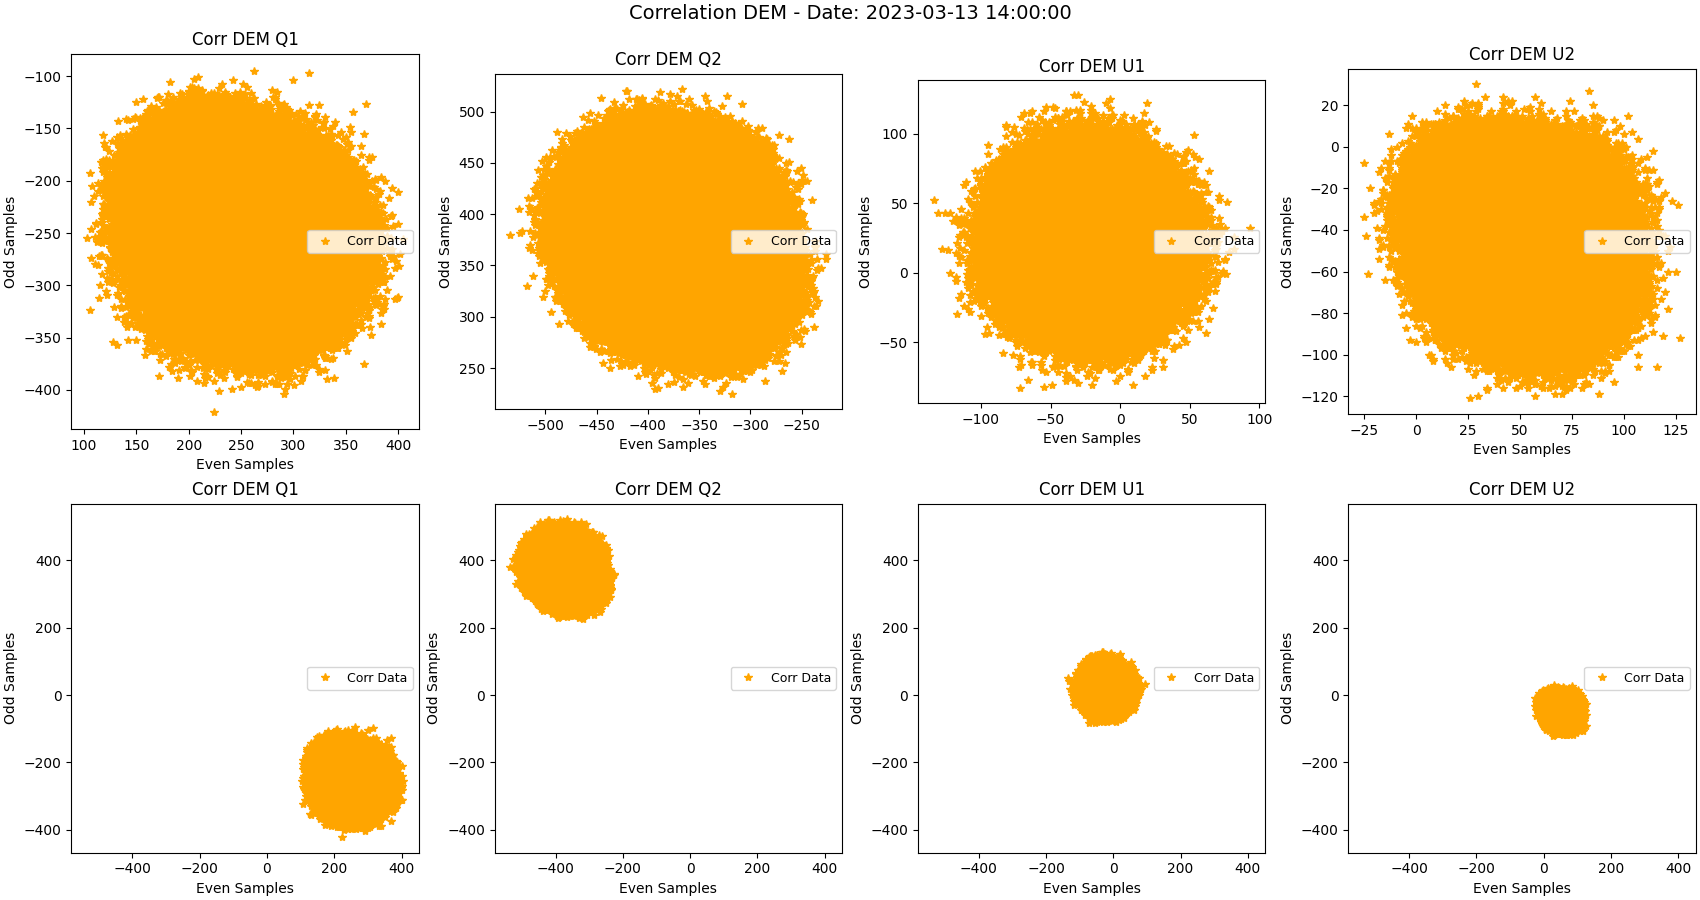 Correlation DEM - Date: 2023-03-13 14:00:00
Corr DEM Q1
Odd Samples
−100
−150
−200
−250
−300
−350
−400
100 150 200 250 300 350 400
Even Samples
Corr Data
Corr DEM Q2
Odd Samples
500
450
400
350
300
250
−500 −450 −400 −350 −300 −250
Even Samples
Corr Data
Corr DEM U1
Odd Samples
100
50
0
−50
−100 −50 0 50 100
Even Samples
Corr Data
Corr DEM U2
Odd Samples
20
0
−20
−40
−60
−80
−100
−120
−25 0 25 50 75 100 125
Even Samples
Corr Data
Corr DEM Q1
Odd Samples
400
200
0
−200
−400
−400 −200 0 200 400
Even Samples
Corr Data
Corr DEM Q2
Odd Samples
400
200
0
−200
−400
−400 −200 0 200 400
Even Samples
Corr Data
Corr DEM U1
Odd Samples
400
200
0
−200
−400
−400 −200 0 200 400
Even Samples
Corr Data
Corr DEM U2
Odd Samples
400
200
0
−200
−400
−400 −200 0 200 400
Even Samples
Corr Data